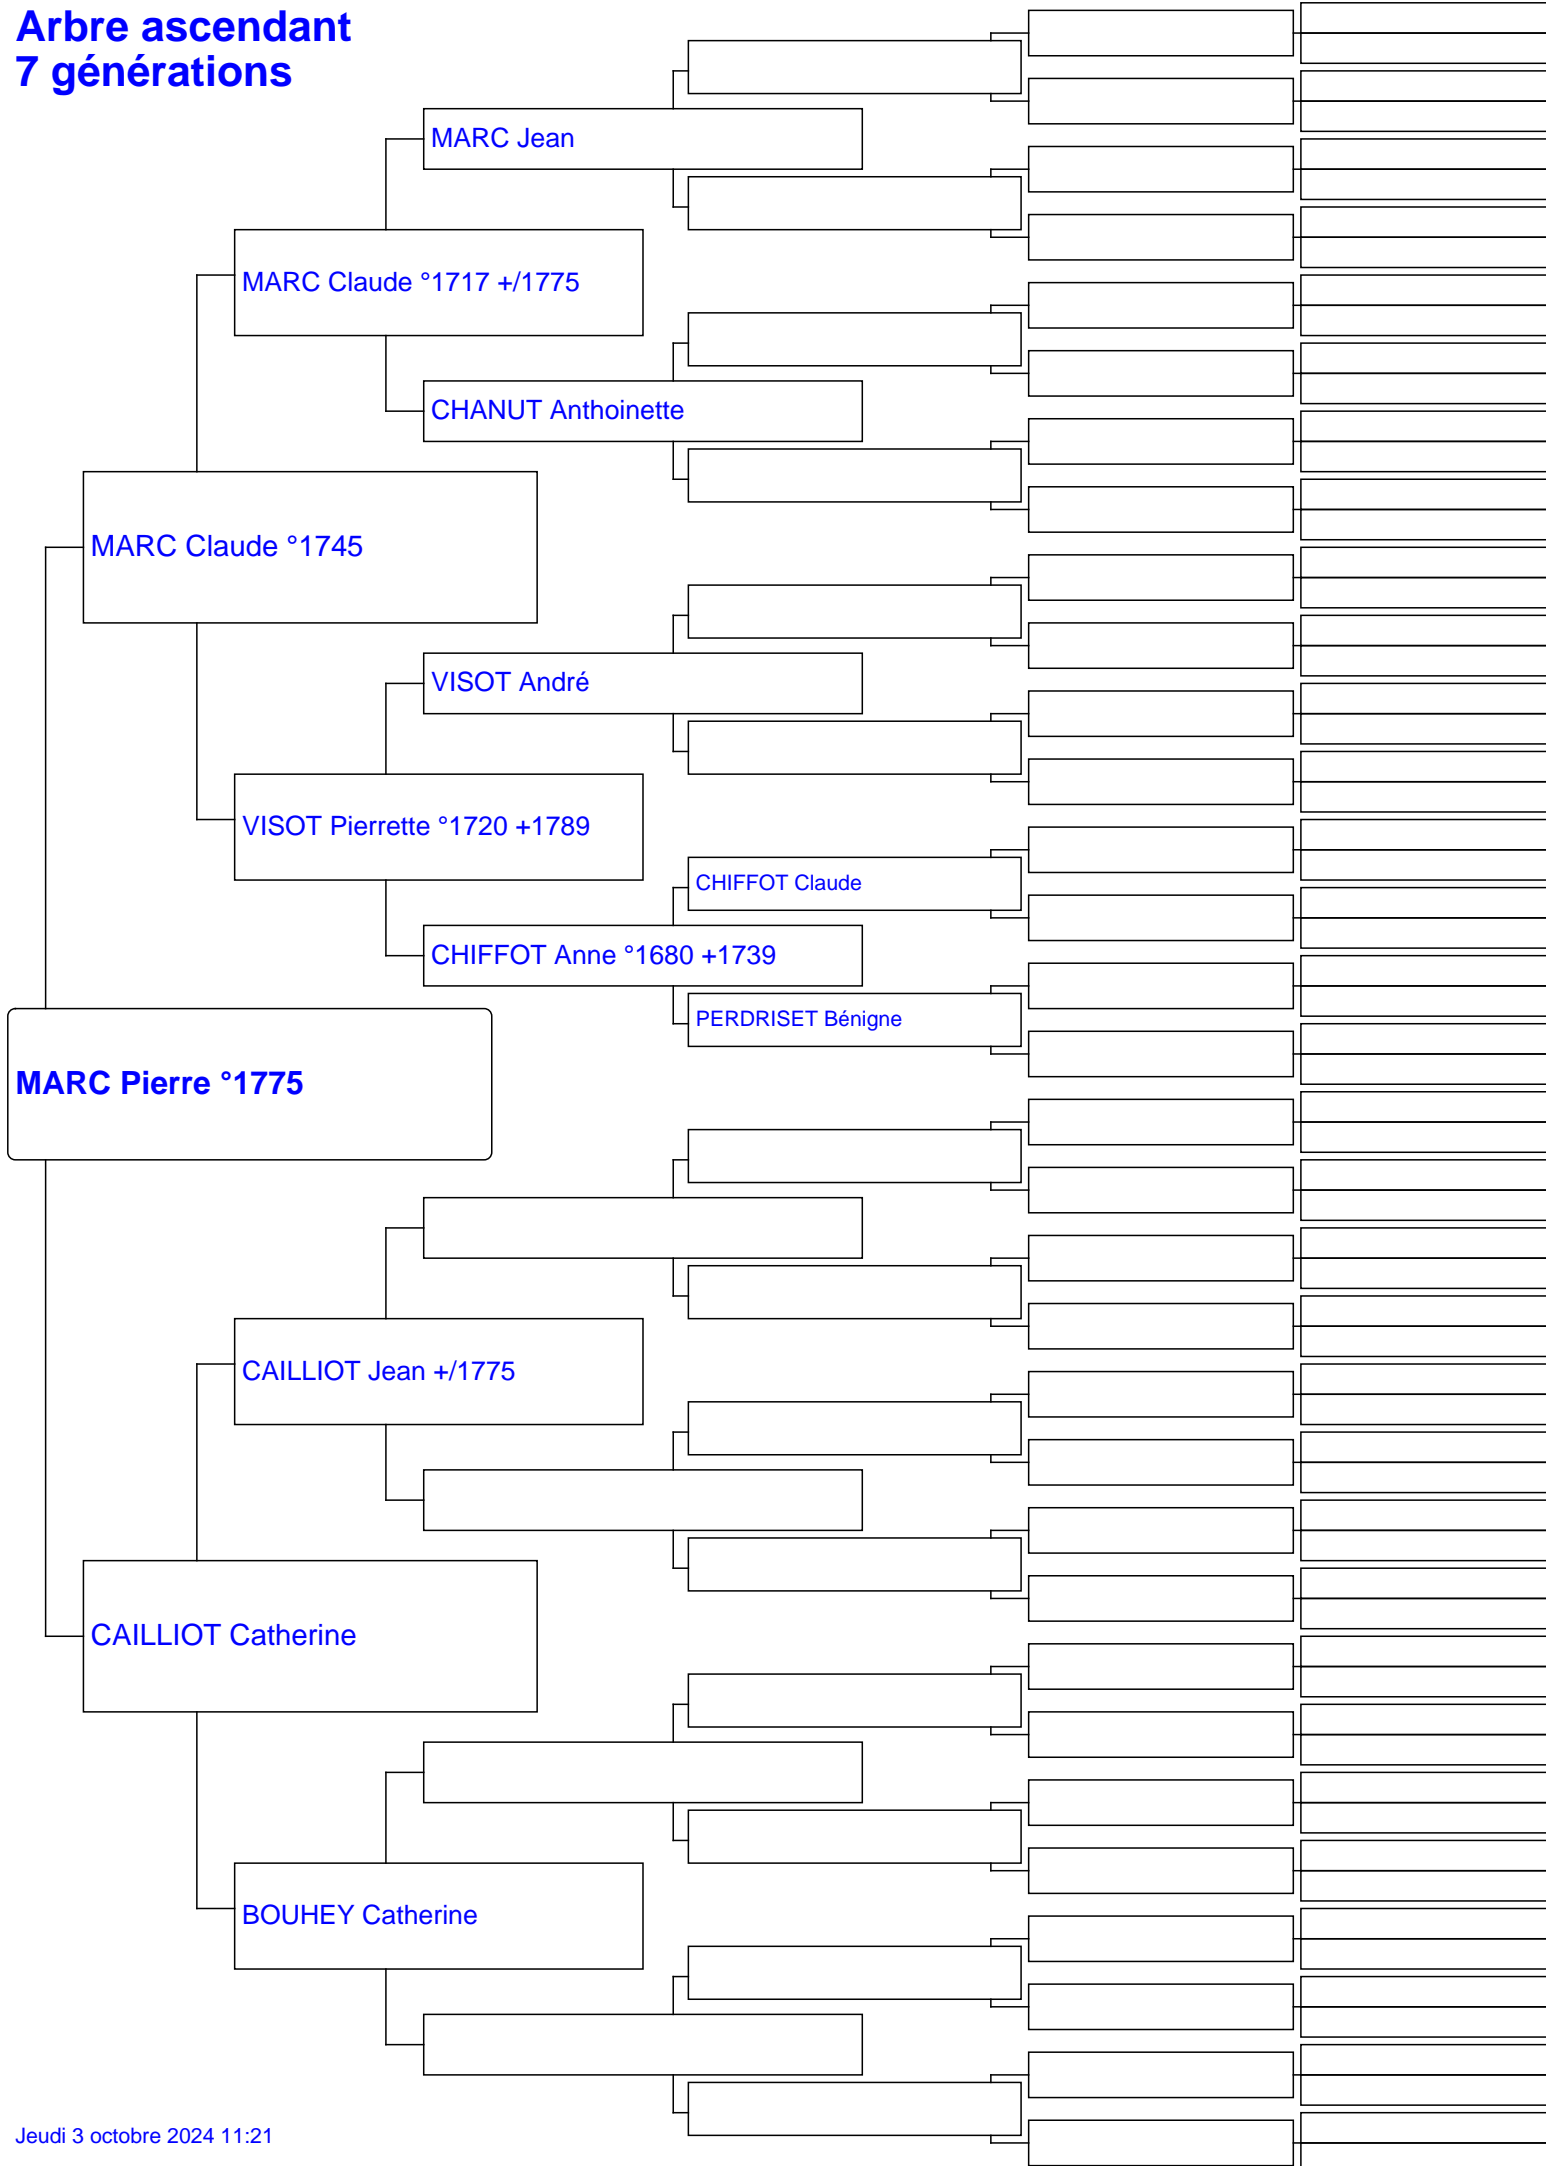 Arbre ascendant
7 générations
MARC Jean
MARC Claude °1717 +/1775
CHANUT Anthoinette
MARC Claude °1745
VISOT André
VISOT Pierrette °1720 +1789
CHIFFOT Claude
CHIFFOT Anne °1680 +1739
PERDRISET Bénigne
MARC Pierre °1775
CAILLIOT Jean +/1775
CAILLIOT Catherine
BOUHEY Catherine
Jeudi 3 octobre 2024 11:21